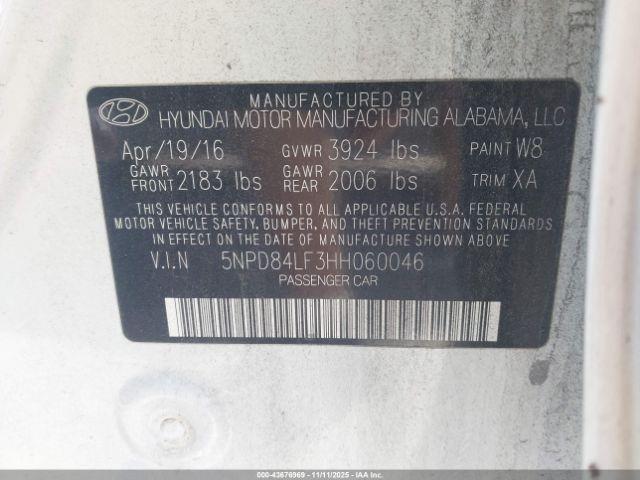 MANUFACTURED BY
HYUNDAI MOTOR MANUFACTURING ALABAMA, LLC
Apr/19/16 GVWR 3924 lbs PAINT W8
GAWR FRONT 2183 lbs GAWR REAR 2006 lbs TRIM XA
THIS VEHICLE CONFORMS TO ALL APPLICABLE U.S.A. FEDERAL
MOTOR VEHICLE SAFETY, BUMPER, AND THEFT PREVENTION STANDARDS
IN EFFECT ON THE DATE OF MANUFACTURE SHOWN ABOVE
V.I.N 5NPD84LF3HH060046
PASSENGER CAR
000-43676969 - 11/11/2025 - IAAI.COM